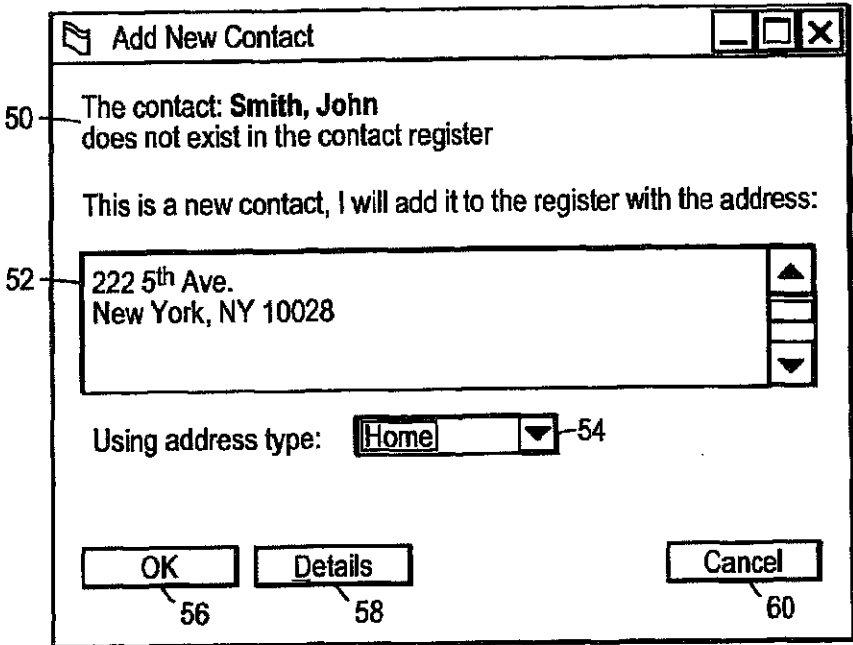 Add New Contact
50
The contact: Smith, John
does not exist in the contact register
This is a new contact, I will add it to the register with the address:
52
222 5th Ave.
New York, NY 10028
Using address type: Home 54
OK Details Cancel
56 58 60